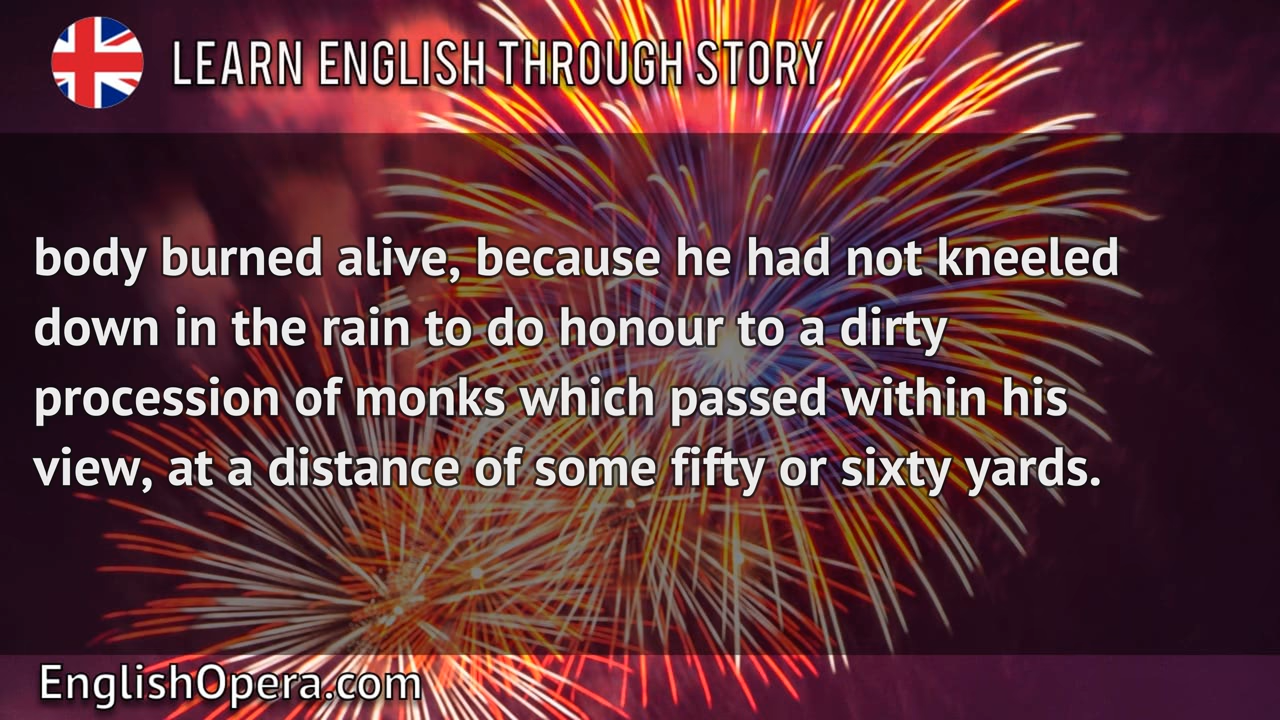 LEARN ENGLISH THROUGH STORY
body burned alive, because he had not kneeled
down in the rain to do honour to a dirty
procession of monks which passed within his
view, at a distance of some fifty or sixty yards.
EnglishOpera.com